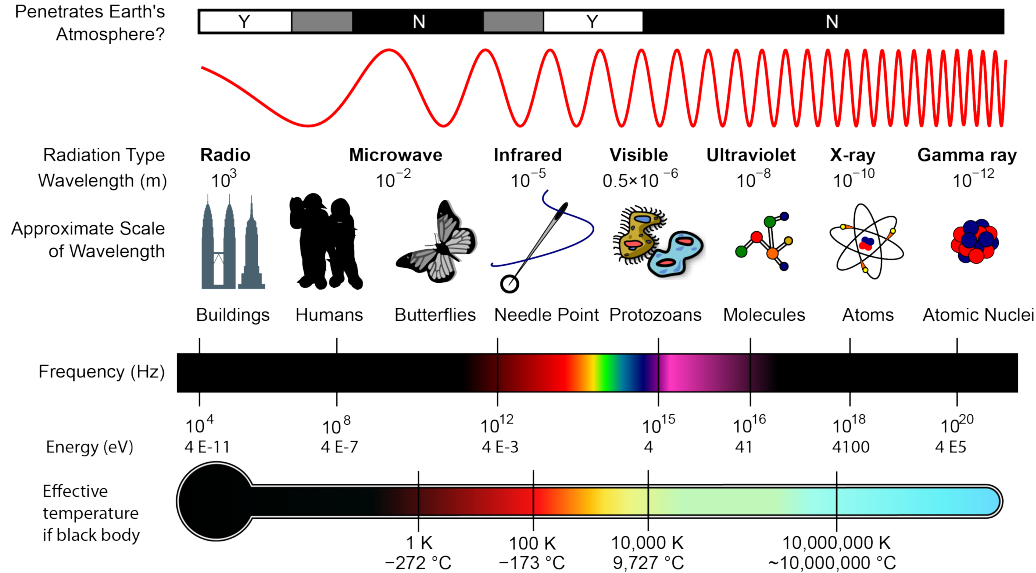 Penetrates Earth's
Atmosphere?
Y N Y N
Radiation Type
Radio Microwave Infrared Visible Ultraviolet X-ray Gamma ray
Wavelength (m)
10³ 10⁻² 10⁻⁵ 0.5×10⁻⁶ 10⁻⁸ 10⁻¹⁰ 10⁻¹²
Approximate Scale
of Wavelength
Buildings Humans Butterflies Needle Point Protozoans Molecules Atoms Atomic Nuclei
Frequency (Hz)
10⁴ 10⁸ 10¹² 10¹⁵ 10¹⁶ 10¹⁸ 10²⁰
Energy (eV) 4 E-11 4 E-7 4 E-3 4 41 4100 4 E5
Effective
temperature
if black body
1 K 100 K 10,000 K 10,000,000 K
−272 °C −173 °C 9,727 °C ~10,000,000 °C